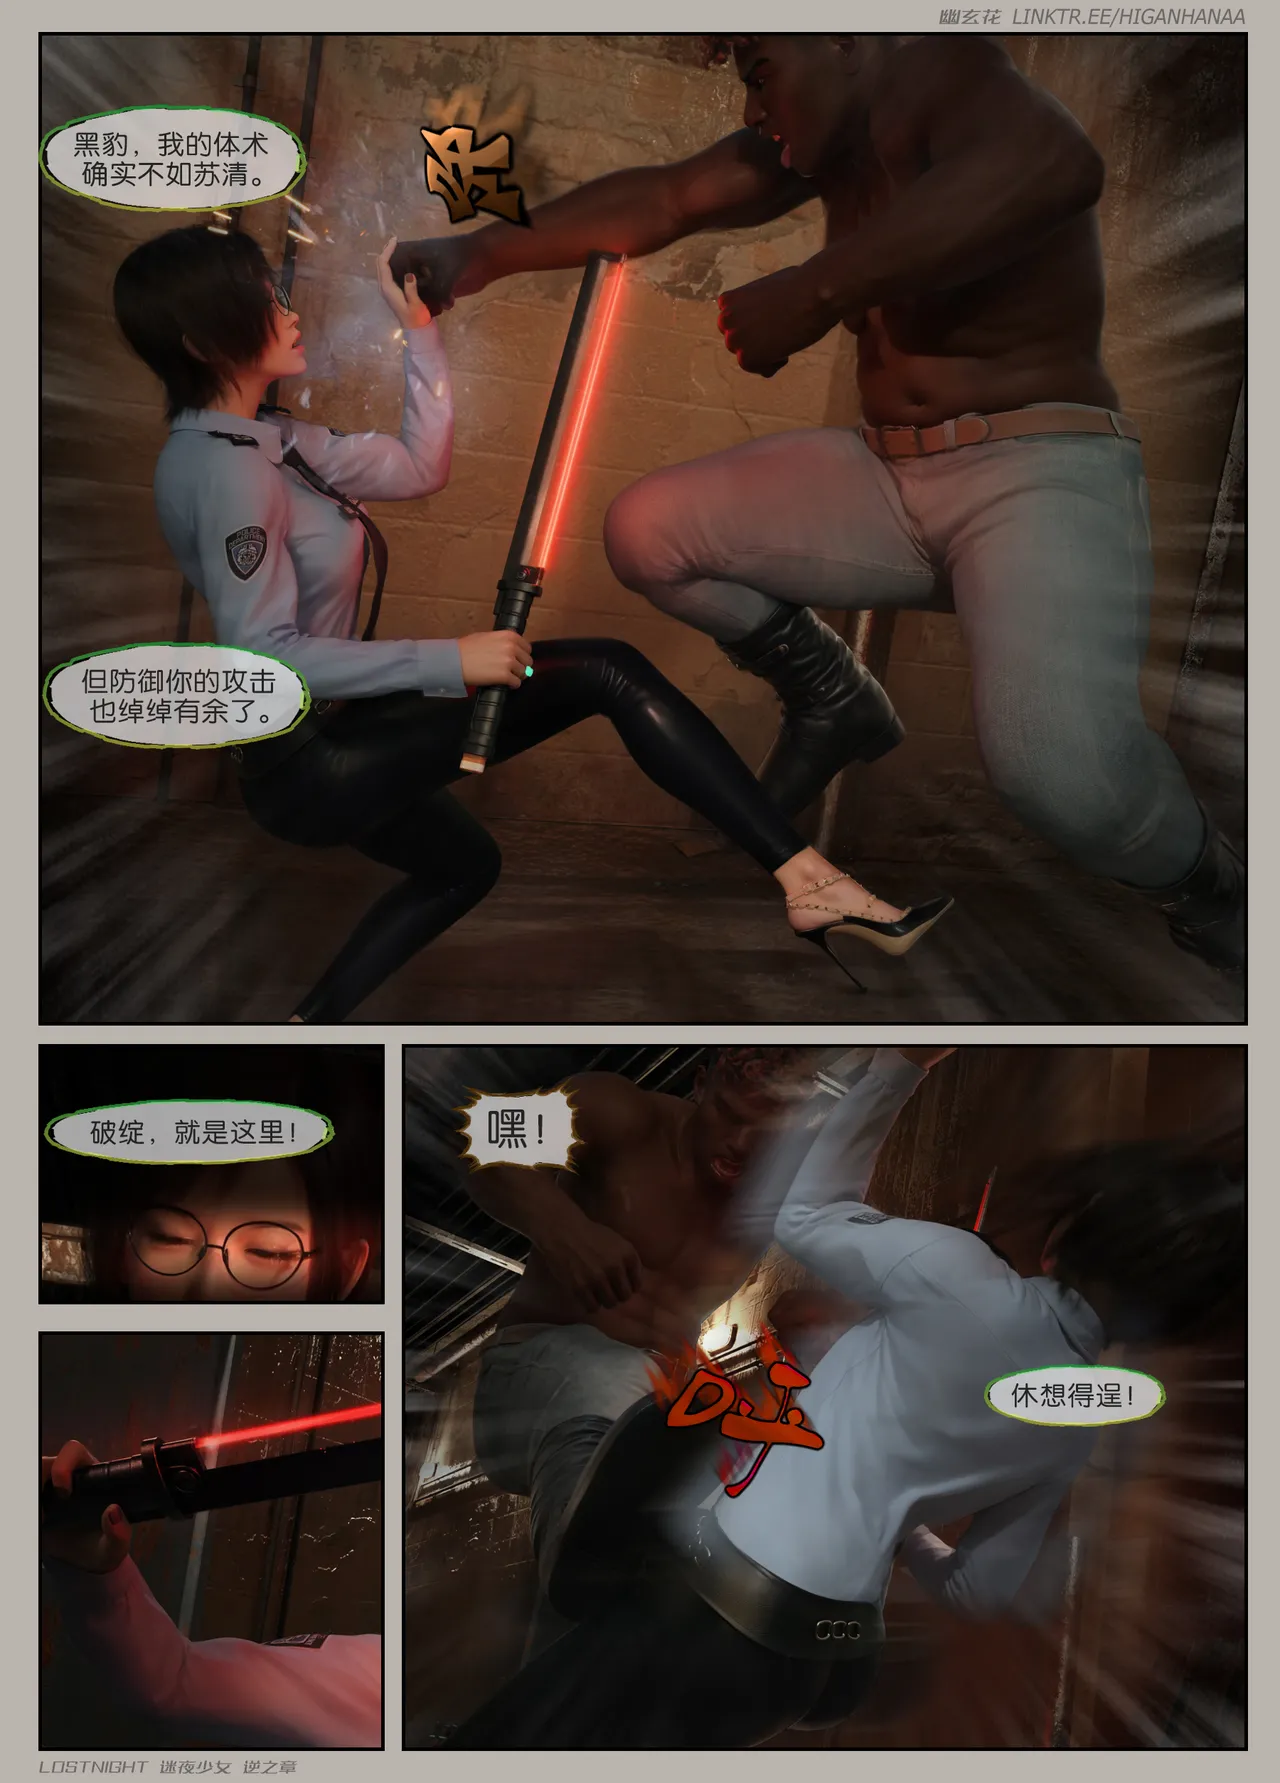 幽玄花 LINKTR.EE/HIGANHANAA
黑豹，我的体术
确实不如苏清。
但防御你的攻击
也绰绰有余了。
破绽，就是这里！
嘿！
呼
休想得逞！
LOSTNIGHT 迷夜少女 逆之章